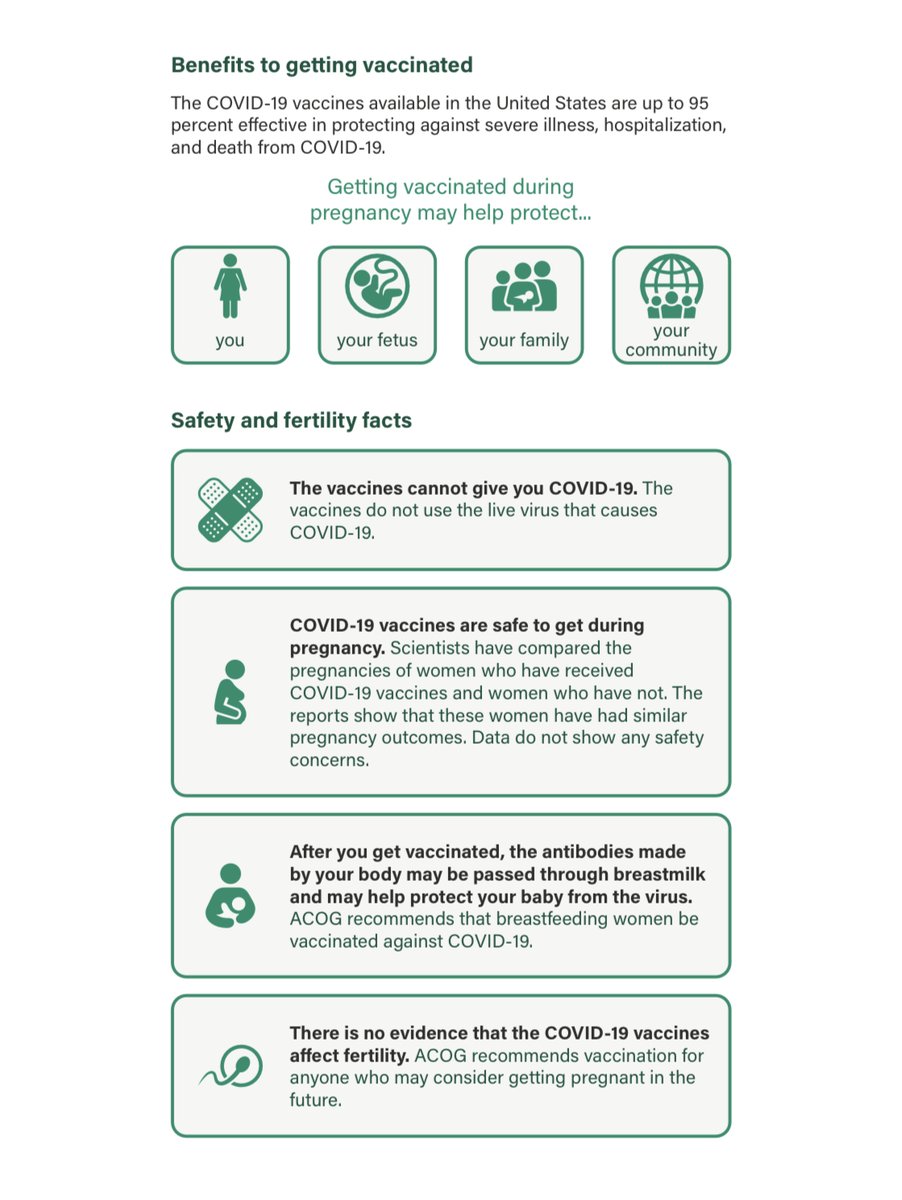 Benefits to getting vaccinated
The COVID-19 vaccines available in the United States are up to 95
percent effective in protecting against severe illness, hospitalization,
and death from COVID-19.
Getting vaccinated during
pregnancy may help protect...
you
your fetus
your family
your
community
Safety and fertility facts
The vaccines cannot give you COVID-19. The
vaccines do not use the live virus that causes
COVID-19.
COVID-19 vaccines are safe to get during
pregnancy. Scientists have compared the
pregnancies of women who have received
COVID-19 vaccines and women who have not. The
reports show that these women have had similar
pregnancy outcomes. Data do not show any safety
concerns.
After you get vaccinated, the antibodies made
by your body may be passed through breastmilk
and may help protect your baby from the virus.
ACOG recommends that breastfeeding women be
vaccinated against COVID-19.
There is no evidence that the COVID-19 vaccines
affect fertility. ACOG recommends vaccination for
anyone who may consider getting pregnant in the
future.